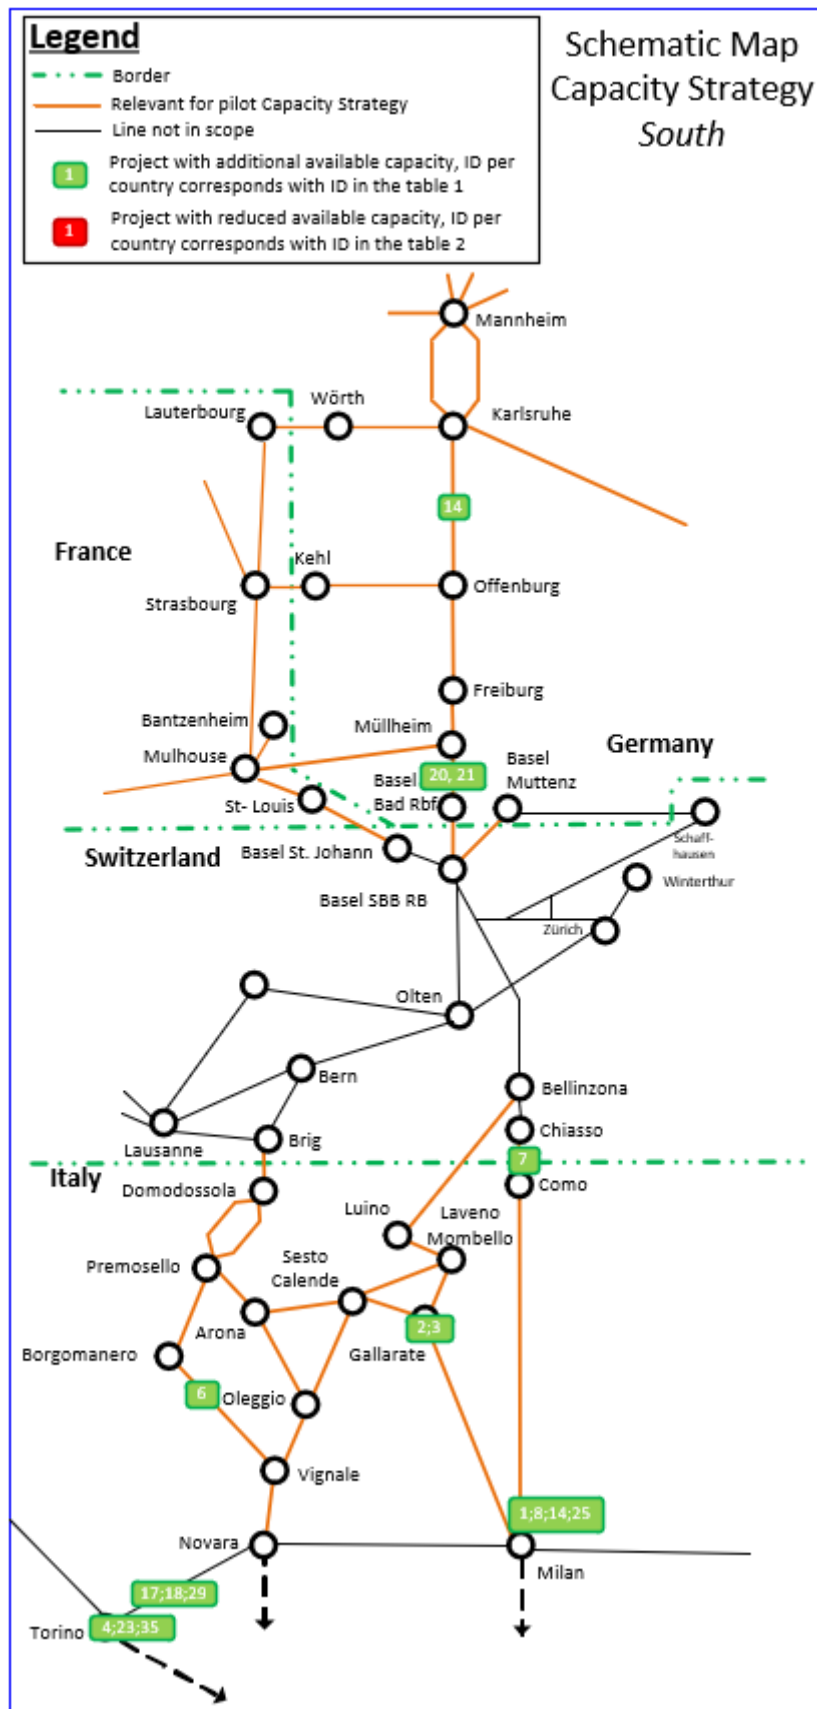 Legend
Border
Relevant for pilot Capacity Strategy
Line not in scope
1
Project with additional available capacity, ID per
country corresponds with ID in the table 1
1
Project with reduced available capacity, ID per
country corresponds with ID in the table 2
Schematic Map
Capacity Strategy
South
Mannheim
Lauterbourg
Wörth
Karlsruhe
14
France
Kehl
Strasbourg
Offenburg
Freiburg
Bantzenheim
Müllheim
Germany
Mulhouse
20, 21
Basel
Muttenz
Basel
Bad Rbf
St- Louis
Switzerland
Basel St. Johann
Schaff-
hausen
Basel SBB RB
Winterthur
Zürich
Olten
Bern
Bellinzona
Lausanne
Brig
Chiasso
7
Italy
Domodossola
Como
Luino
Laveno
Mombello
Premosello
Sesto
Calende
Arona
2;3
Borgomanero
Gallarate
6
Oleggio
Vignale
1;8;14;25
Novara
Milan
17;18;29
Torino
4;23;35